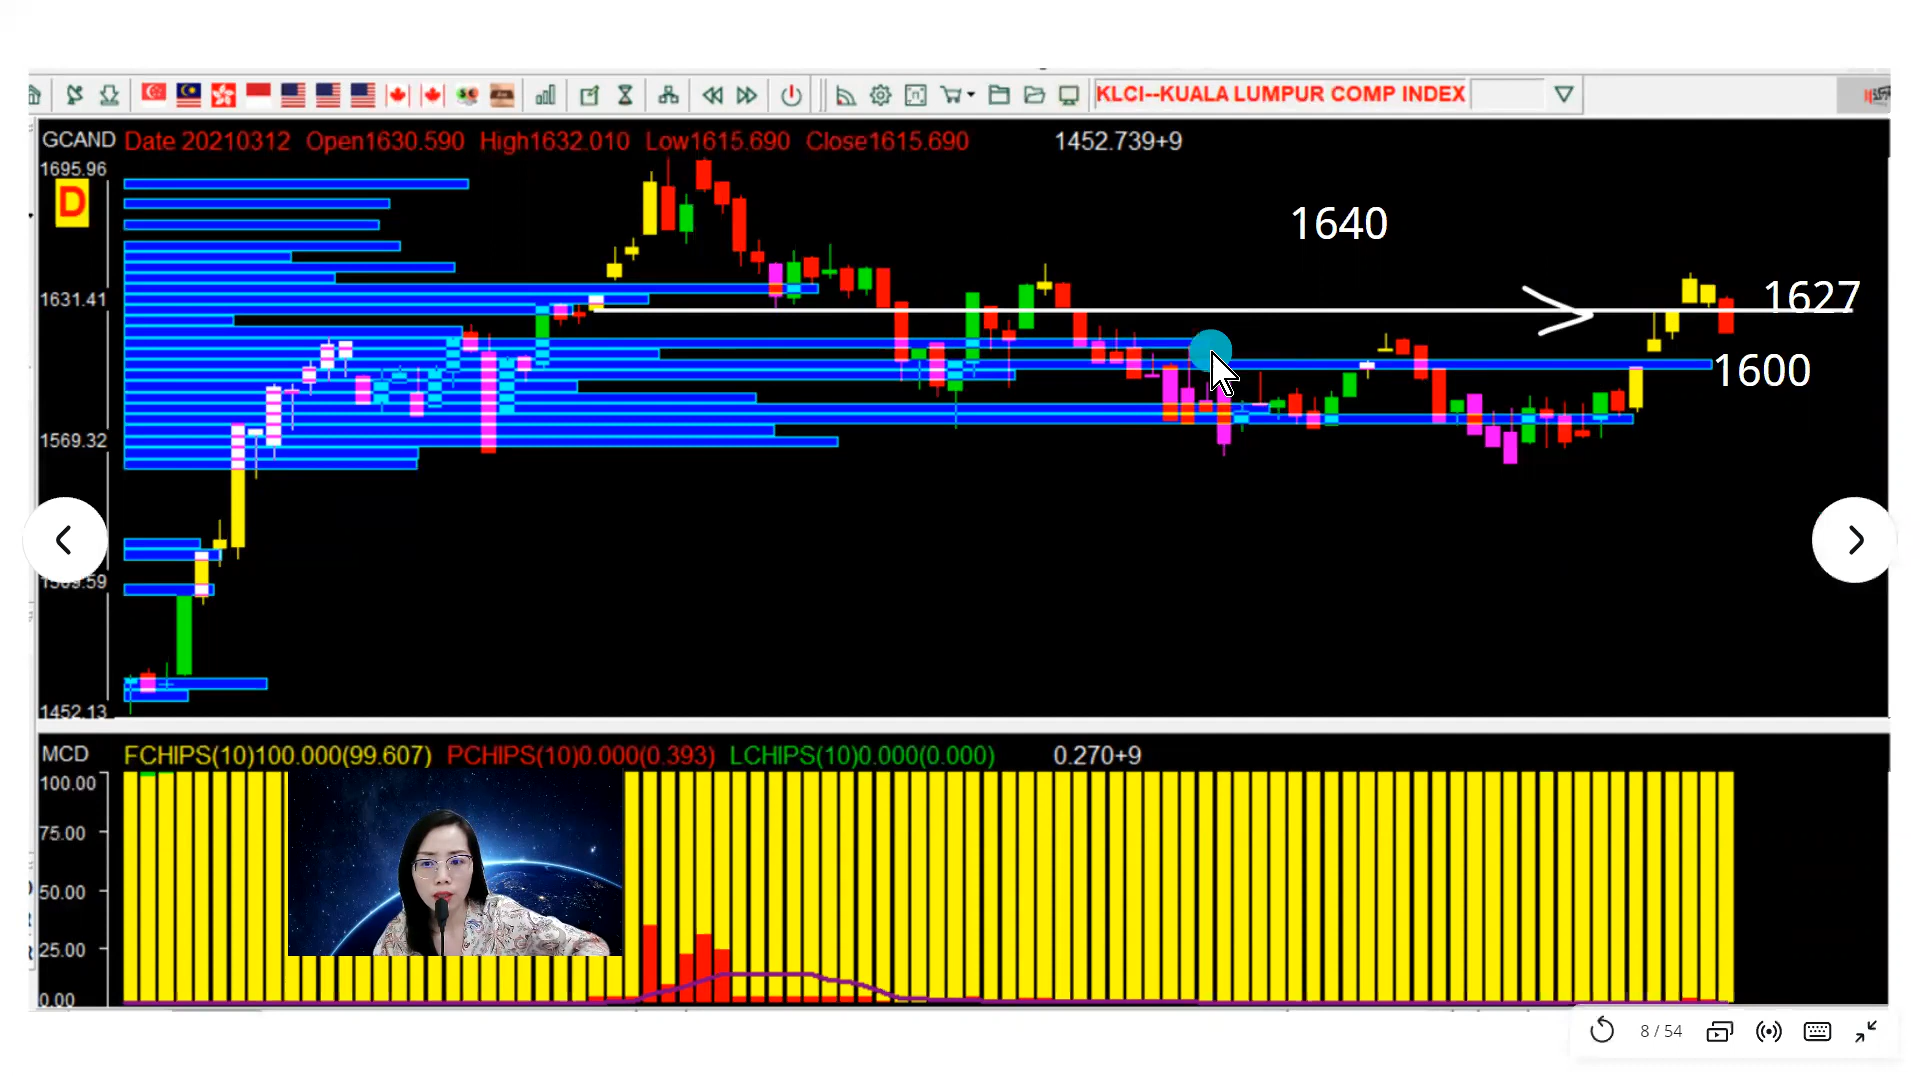 KLCI--KUALA LUMPUR COMP INDEX
GCAND Date 20210312 Open1630.590 High1632.010 Low1615.690 Close1615.690 1452.739+9
1695.96
D
1640
1631.41
1627
1600
1569.32
1509.59
1452.13
MCD FCHIPS(10)100.000(99.607) PCHIPS(10)0.000(0.393) LCHIPS(10)0.000(0.000) 0.270+9
100.00
75.00
50.00
25.00
0.00
8 / 54